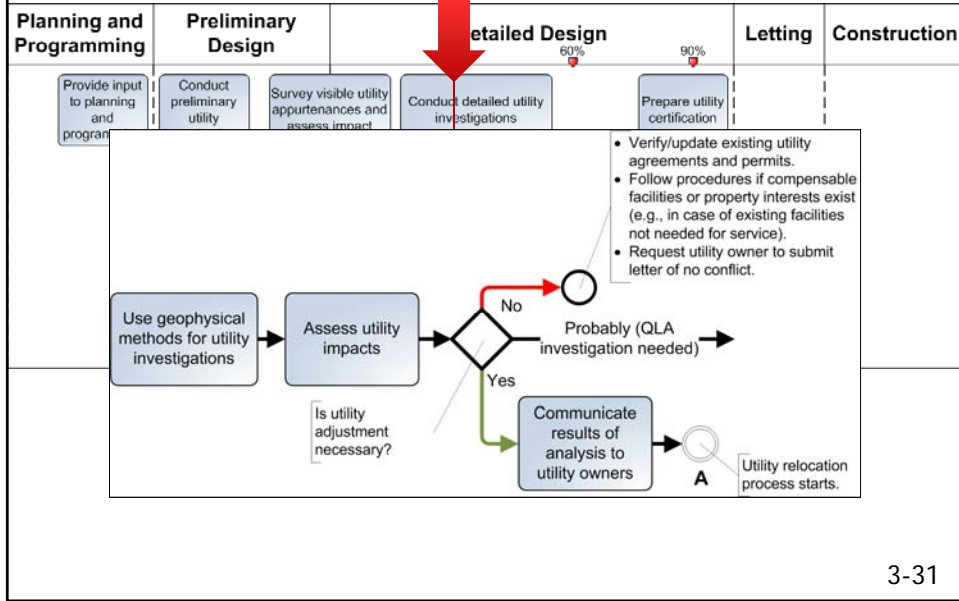 Planning and
Programming
Preliminary
Design
etailed Design
60%
90%
Letting
Construction
Provide input
to planning
and
Conduct
preliminary
utility
Survey visible utility
appurtenances and
assess impact
Conduct detailed utility
investigations
Prepare utility
certification
• Verify/update existing utility
agreements and permits.
• Follow procedures if compensable
facilities or property interests exist
(e.g., in case of existing facilities
not needed for service).
• Request utility owner to submit
letter of no conflict.
Use geophysical
methods for utility
investigations
Assess utility
impacts
No
Probably (QLA
investigation needed)
Yes
Is utility
adjustment
necessary?
Communicate
results of
analysis to
utility owners
A
Utility relocation
process starts.
3-31